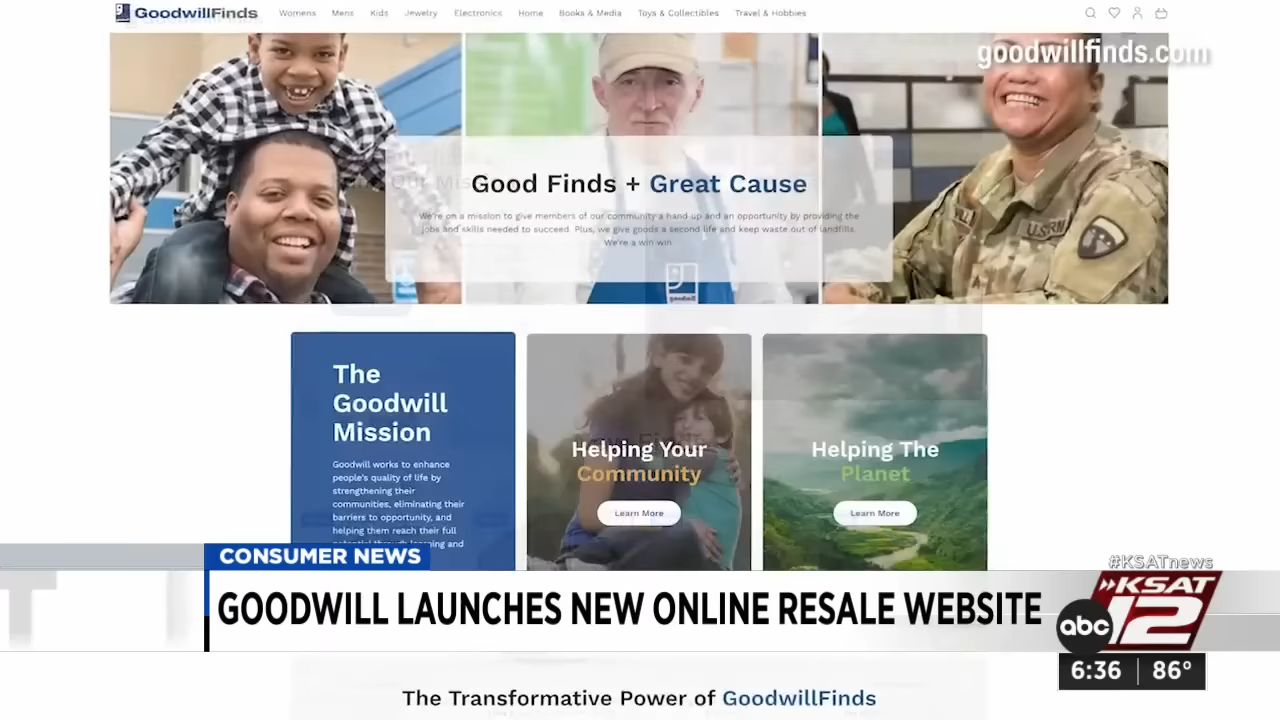 GoodwillFinds
Womens Mens Kids Jewelry Electronics Home Books & Media Toys & Collectibles Travel & Hobbies
goodwillfinds.com
Good Finds + Great Cause
We're on a mission to give members of our community a hand-up and an opportunity by providing the
jobs and skills needed to succeed. Plus, we give goods a second life and keep waste out of landfills.
We're a win win.
goodwill
The
Goodwill
Mission
Goodwill works to enhance
people's quality of life by
strengthening their
communities, eliminating their
barriers to opportunity, and
helping them reach their full
potential through learning and
Helping Your
Community
Learn More
Helping The
Planet
Learn More
CONSUMER NEWS
GOODWILL LAUNCHES NEW ONLINE RESALE WEBSITE
#KSATnews
KSAT
abc 12
6:36 86°
The Transformative Power of GoodwillFinds